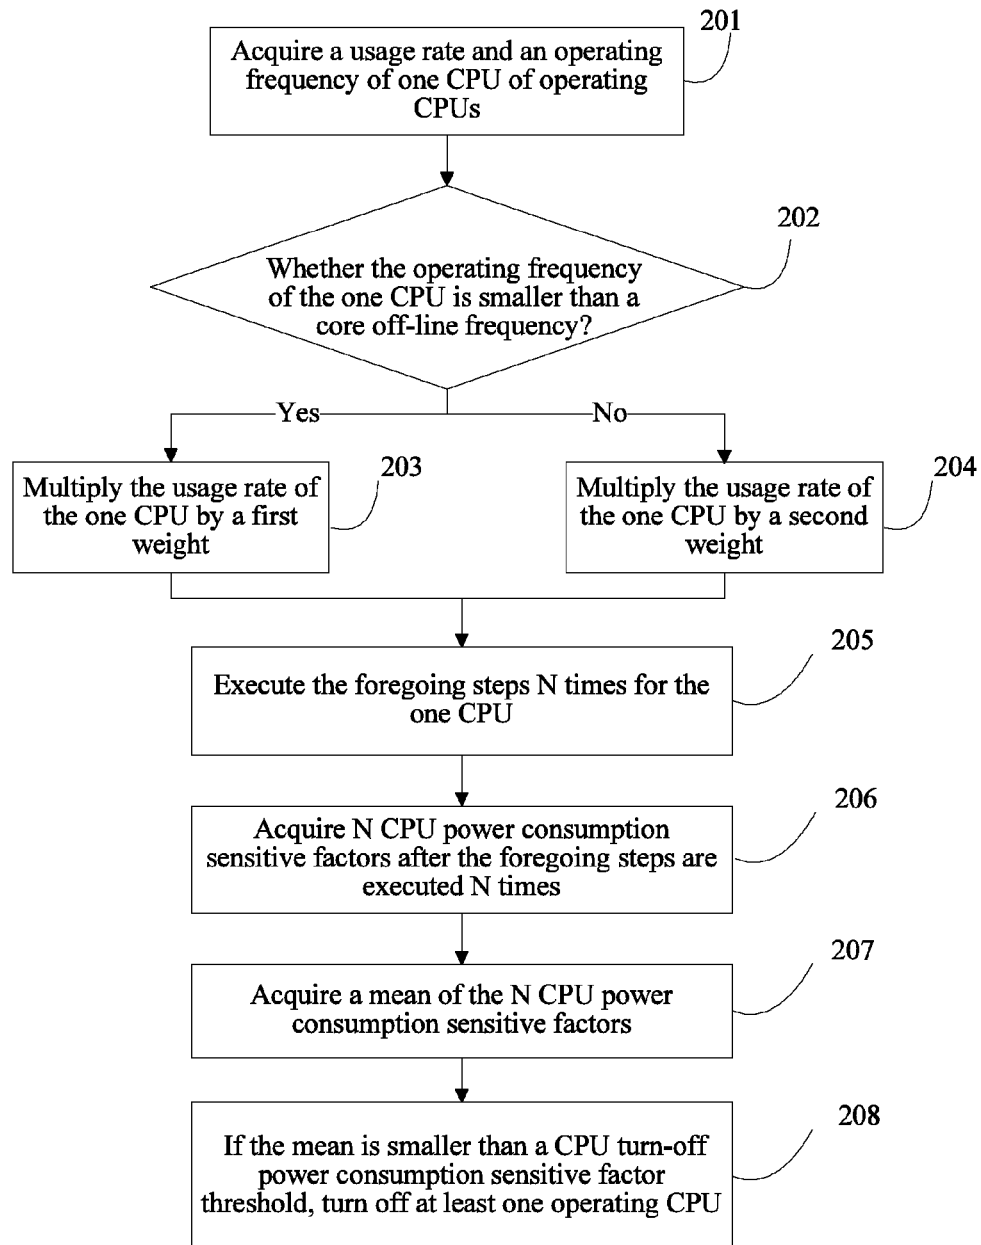 201
Acquire a usage rate and an operating
frequency of one CPU of operating
CPUs
202
Whether the operating frequency
of the one CPU is smaller than a
core off-line frequency?
Yes
No
203
Multiply the usage rate of
the one CPU by a first
weight
204
Multiply the usage rate of
the one CPU by a second
weight
205
Execute the foregoing steps N times for the
one CPU
206
Acquire N CPU power consumption
sensitive factors after the foregoing steps are
executed N times
207
Acquire a mean of the N CPU power
consumption sensitive factors
208
If the mean is smaller than a CPU turn-off
power consumption sensitive factor
threshold, turn off at least one operating CPU